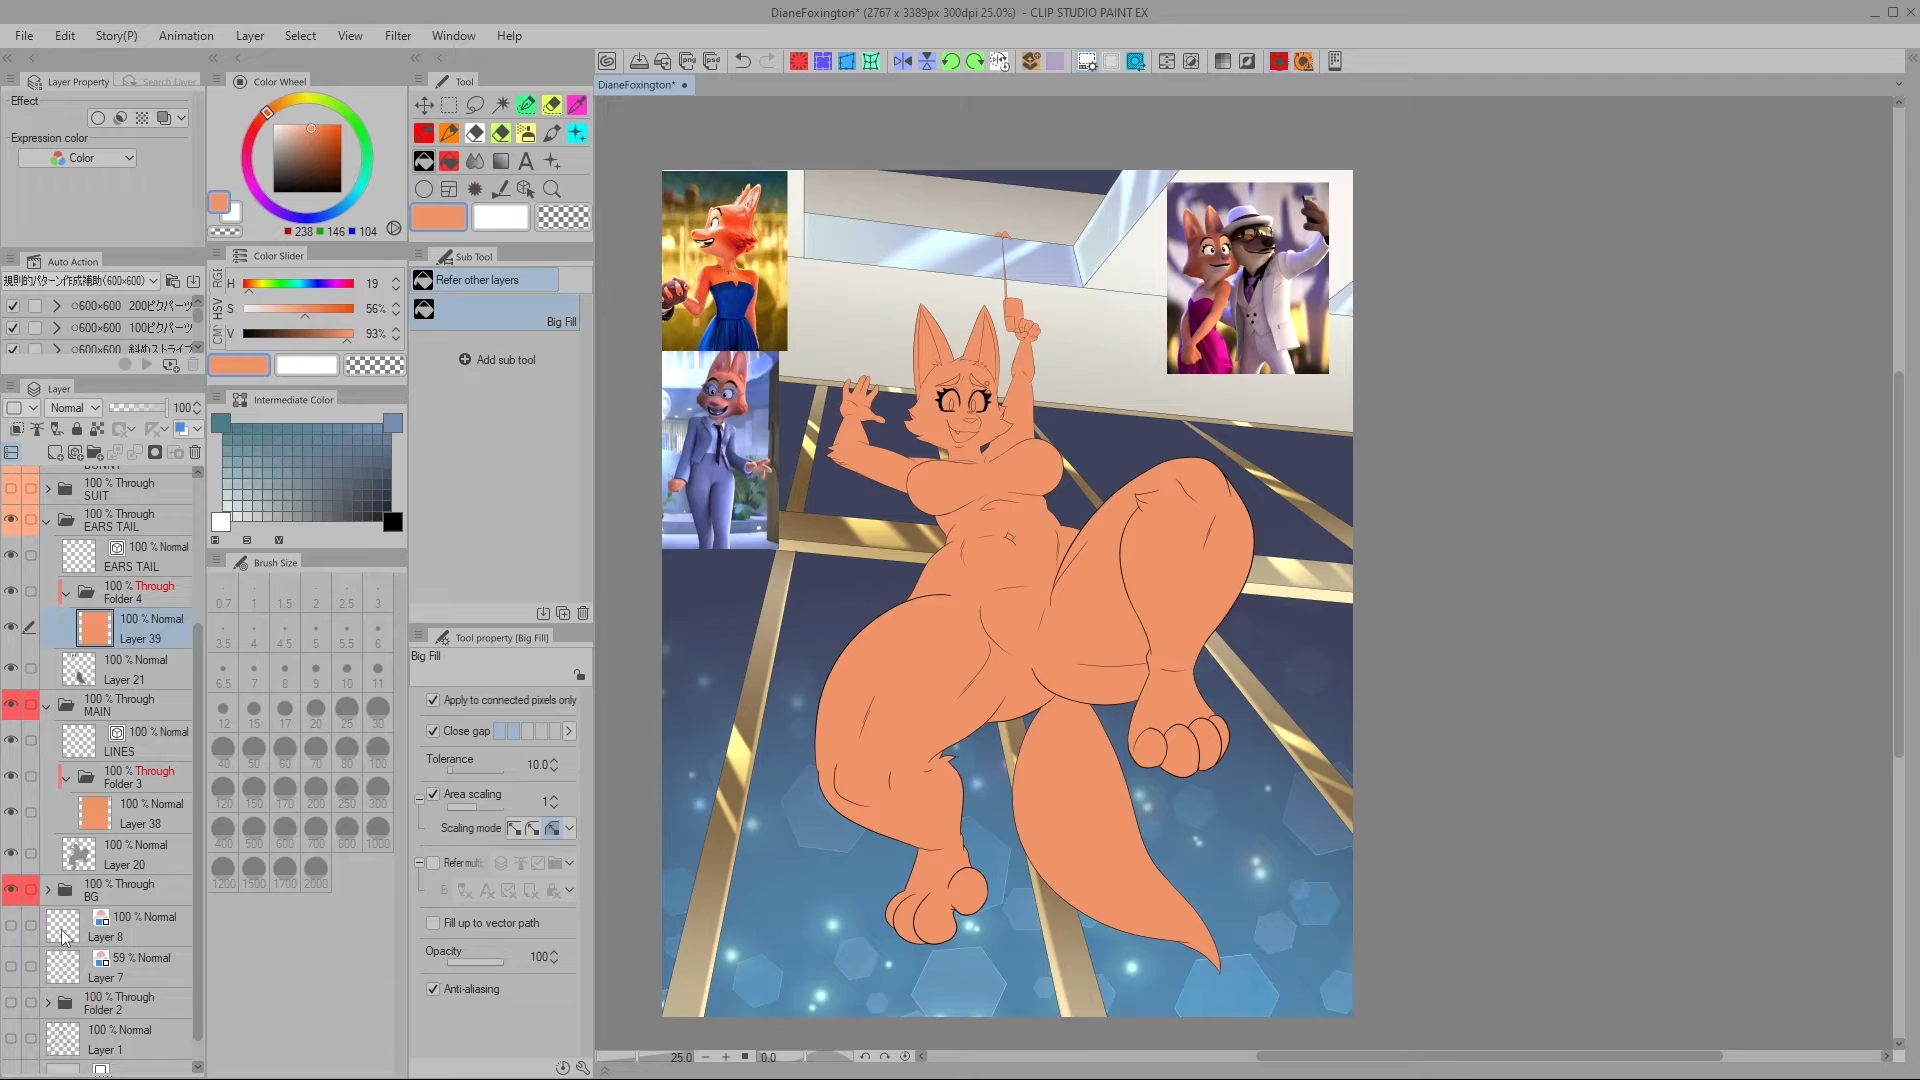 DianeFoxington* (2767 x 3389px 300dpi 25.0%) - CLIP STUDIO PAINT EX
File Edit Story(P) Animation Layer Select View Filter Window Help
Layer Property Search Layer
Effect
Expression color
Color
Auto Action
規則的パターン作成補助(600×600)
○600×600 200ピクパーツ
○600×600 100ピクパーツ
○600×600 斜めストライプ
Layer
Normal 100
BUNNY
100 % Through
SUIT
100 % Through
EARS TAIL
100 % Normal
EARS TAIL
100 % Through
Folder 4
100 % Normal
Layer 39
100 % Normal
Layer 21
100 % Through
MAIN
100 % Normal
LINES
100 % Through
Folder 3
100 % Normal
Layer 38
100 % Normal
Layer 20
100 % Through
BG
100 % Normal
Layer 8
59 % Normal
Layer 7
100 % Through
Folder 2
100 % Normal
Layer 1
Color Wheel
238 146 104
Color Slider
RGB
HSV
H 19
S 56%
V 93%
Intermediate Color
H S V
Brush Size
0.7 1 1.5 2 2.5 3
3.5 4 4.5 5 5.5 6
6.5 7 8 9 10 11
12 15 17 20 25 30
40 50 60 70 80 100
120 150 170 200 250 300
400 500 600 700 800 1000
1200 1500 1700 2000
Tool
A
Sub Tool
Refer other layers
Big Fill
Add sub tool
Tool property [Big Fill]
Big Fill
Apply to connected pixels only
Close gap
Tolerance 10.0
Area scaling 1
Scaling mode
Refer multi
Fill up to vector path
Opacity 100
Anti-aliasing
png psd
DianeFoxington*
25.0 0.0